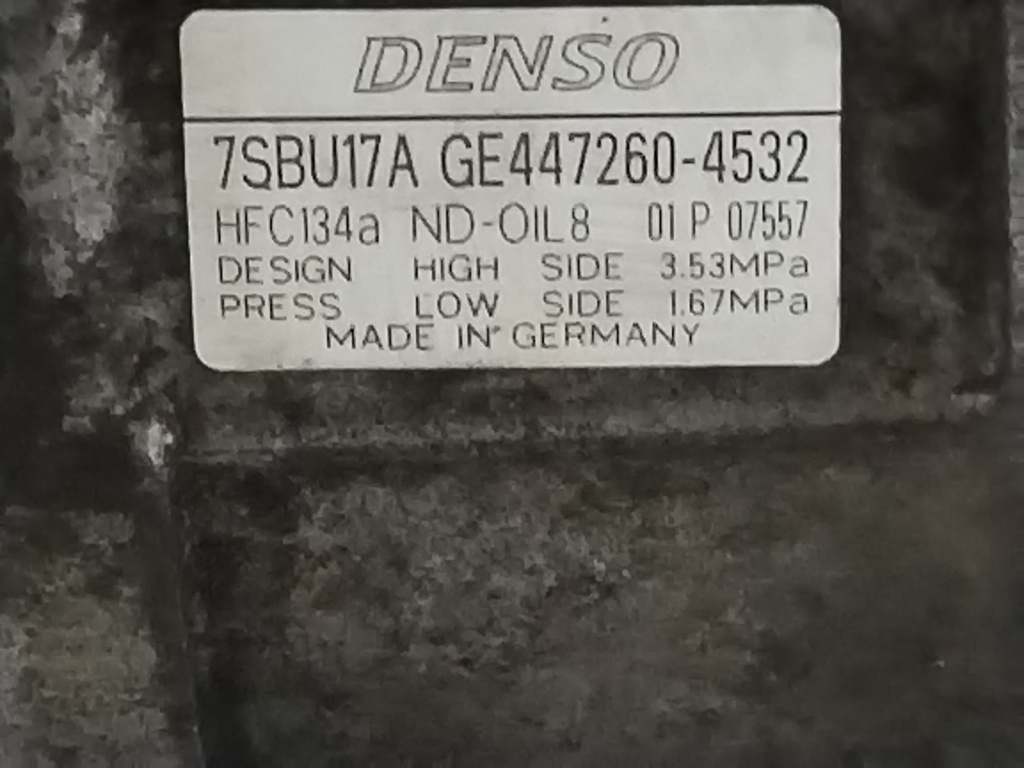 DENSO
7SBU17A GE447260-4532
HFC134a ND-OIL8 01 P 07557
DESIGN HIGH SIDE 3.53MPa
PRESS LOW SIDE 1.67MPa
MADE IN GERMANY